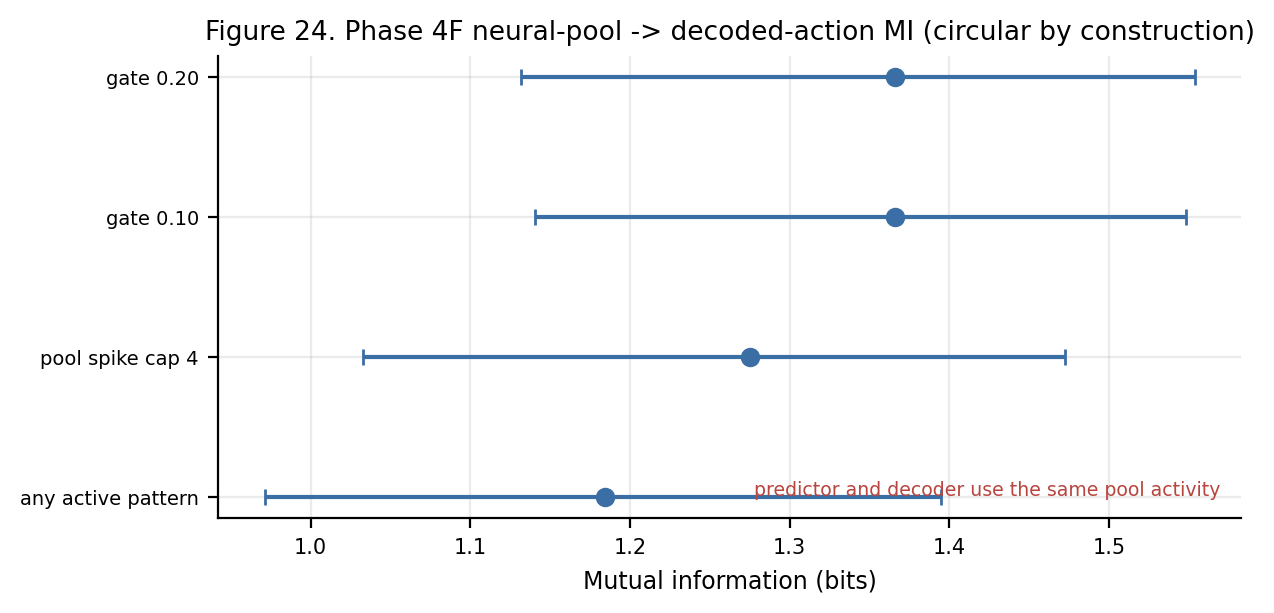 Figure 24. Phase 4F neural-pool -> decoded-action MI (circular by construction)
gate 0.20
gate 0.10
pool spike cap 4
any active pattern
predictor and decoder use the same pool activity
1.0 1.1 1.2 1.3 1.4 1.5
Mutual information (bits)